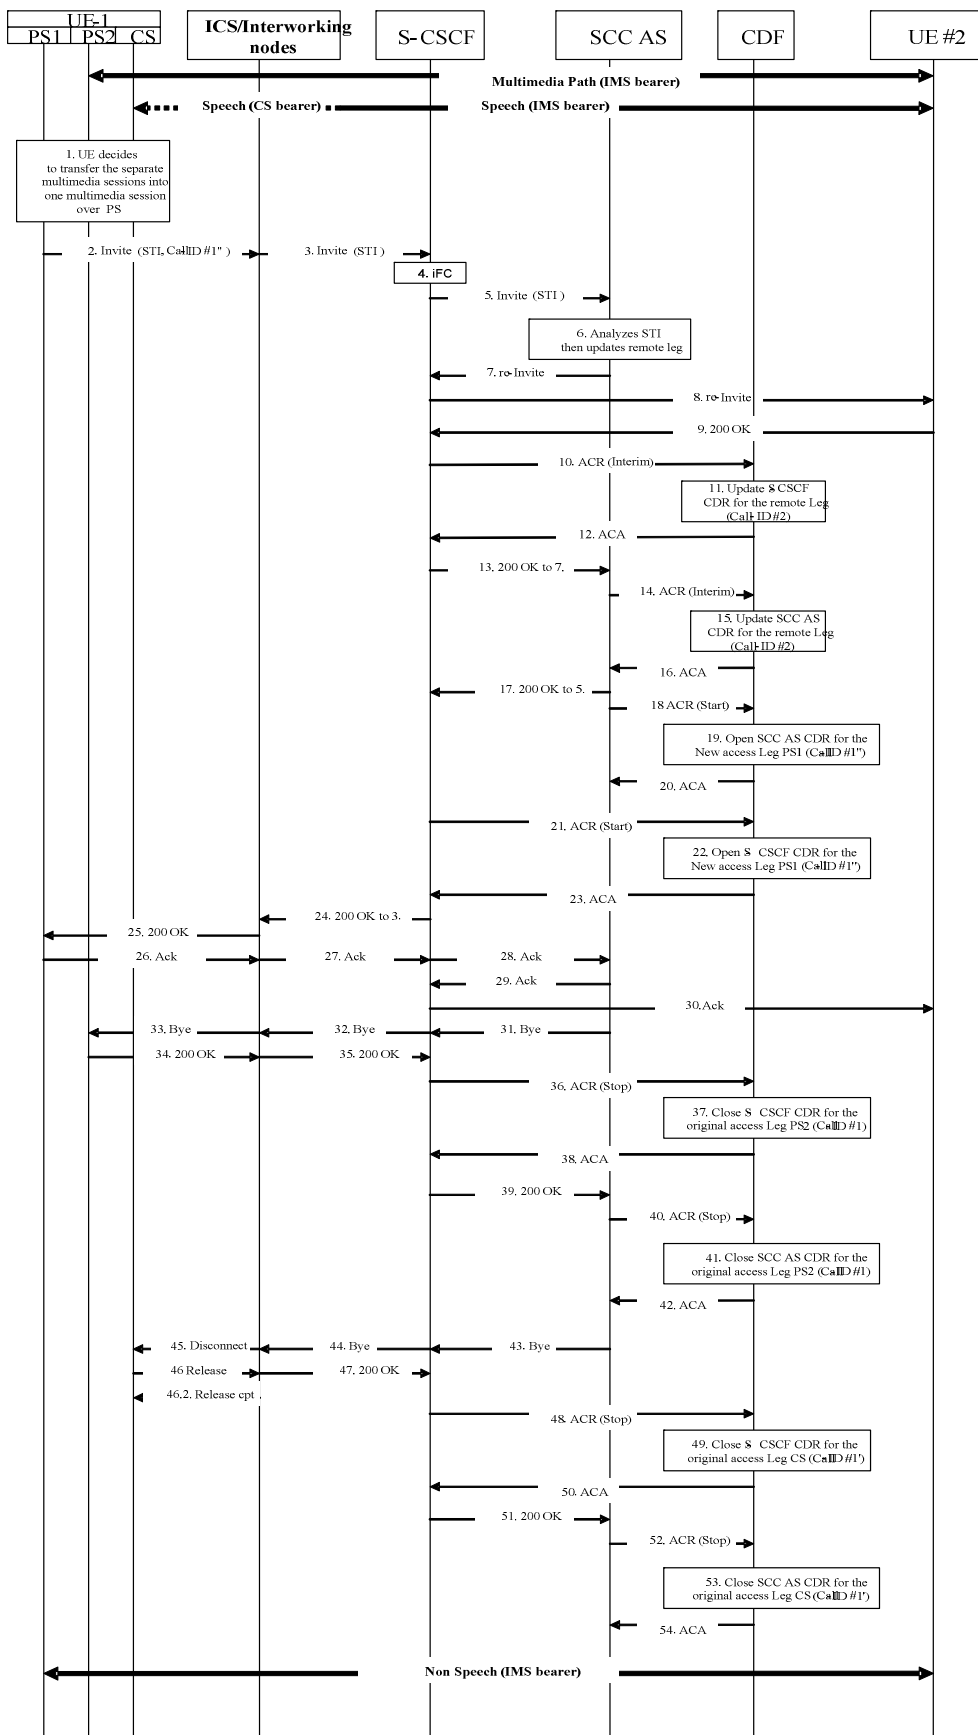 UE-1
PS1 PS2 CS
ICS/Interworking
nodes
S-CSCF
SCC AS
CDF
UE #2
Multimedia Path (IMS bearer)
Speech (CS bearer)
Speech (IMS bearer)
1. UE decides
to transfer the separate
multimedia sessions into
one multimedia session
over PS
2. Invite (STI, Call ID #1")
3. Invite (STI)
4. iFC
5. Invite (STI)
6. Analyzes STI
then updates remote leg
7. re-Invite
8. re-Invite
9. 200 OK
10. ACR (Interim)
11. Update S CSCF
CDR for the remote Leg
(Call-ID #2)
12. ACA
13. 200 OK to 7.
14. ACR (Interim)
15. Update SCC AS
CDR for the remote Leg
(Call-ID #2)
16. ACA
17. 200 OK to 5.
18 ACR (Start)
19. Open SCC AS CDR for the
New access Leg PS1 (Call ID #1")
20. ACA
21. ACR (Start)
22. Open S CSCF CDR for the
New access Leg PS1 (Call ID #1")
23. ACA
24. 200 OK to 3.
25. 200 OK
26. Ack
27. Ack
28. Ack
29. Ack
30. Ack
33. Bye
32. Bye
31. Bye
34. 200 OK
35. 200 OK
36. ACR (Stop)
37. Close S CSCF CDR for the
original access Leg PS2 (Call ID #1)
38. ACA
39. 200 OK
40. ACR (Stop)
41. Close SCC AS CDR for the
original access Leg PS2 (Call ID #1)
42. ACA
45. Disconnect
44. Bye
43. Bye
46 Release
47. 200 OK
46.2. Release cpt
48. ACR (Stop)
49. Close S CSCF CDR for the
original access Leg CS (Call ID #1')
50. ACA
51. 200 OK
52. ACR (Stop)
53. Close SCC AS CDR for the
original access Leg CS (Call ID #1')
54. ACA
Non Speech (IMS bearer)